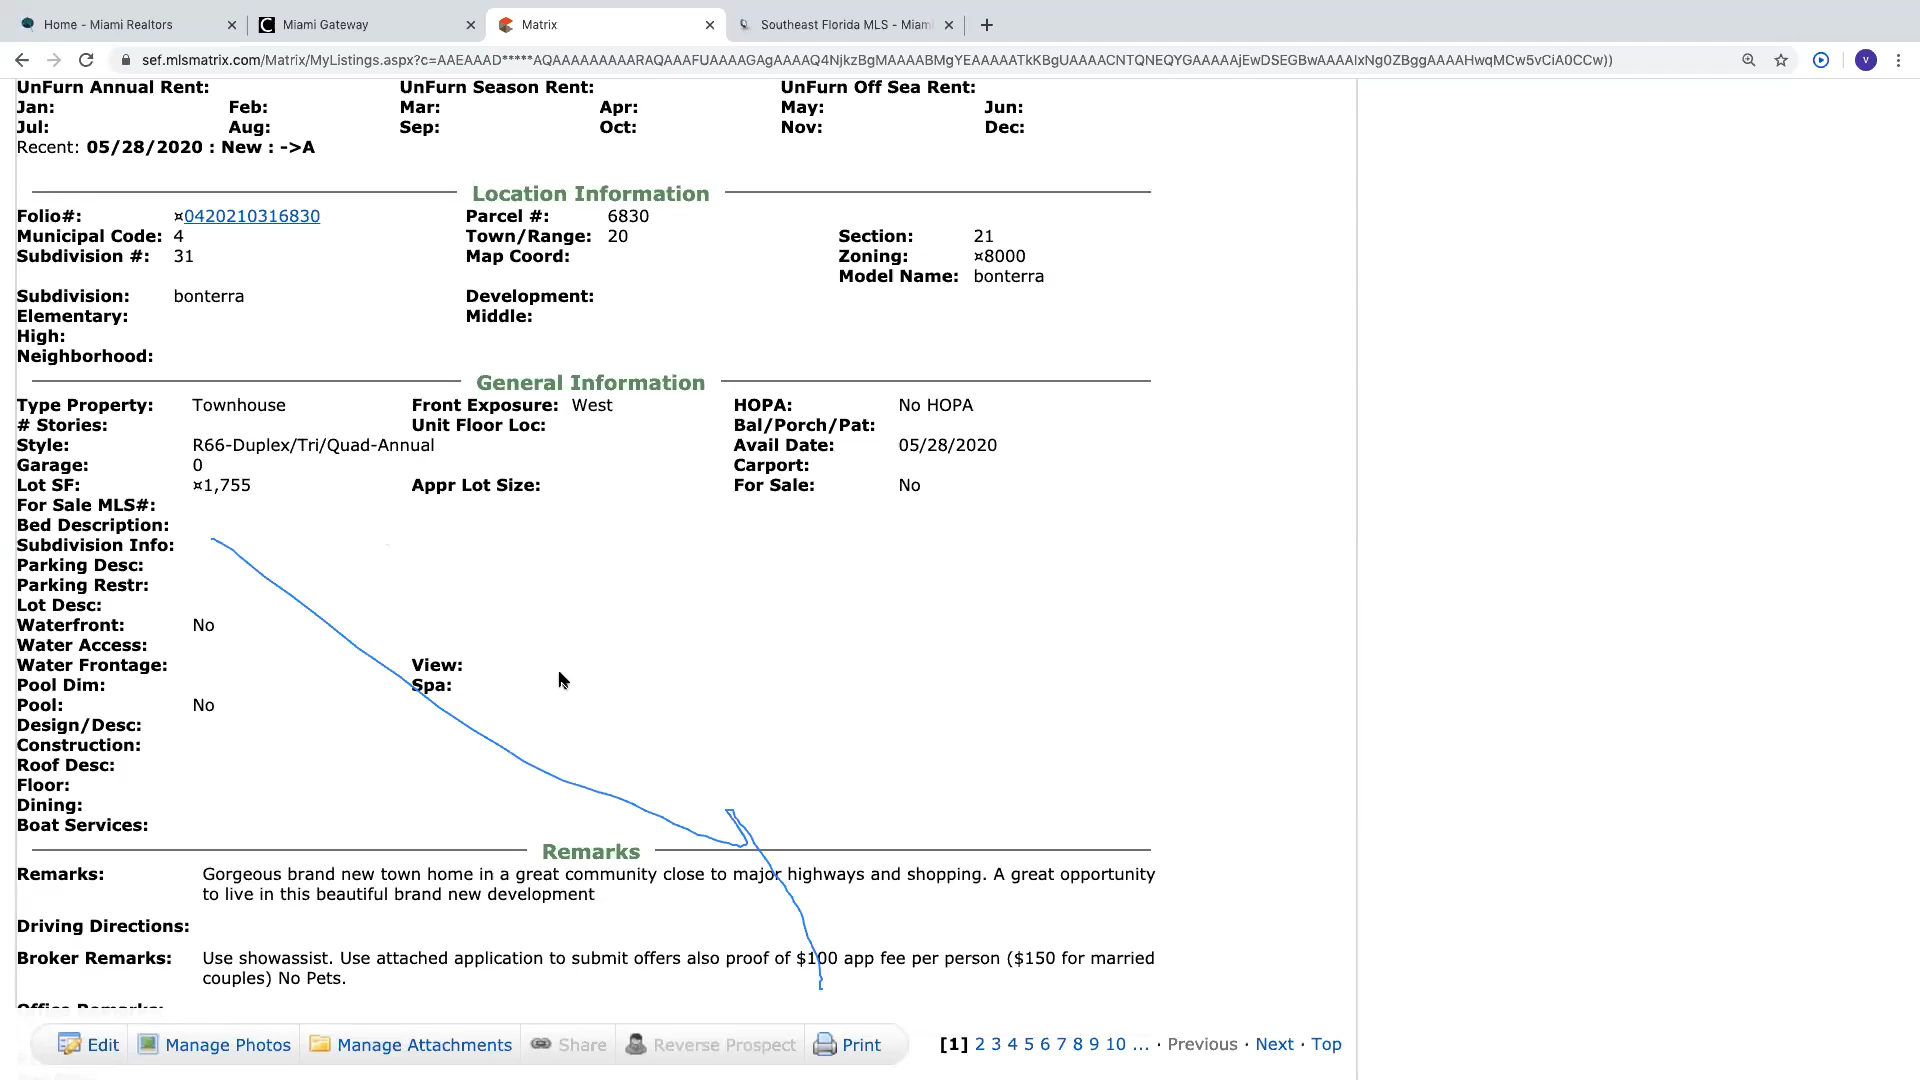 Home - Miami Realtors
Miami Gateway
Matrix
Southeast Florida MLS - Miam
sef.mlsmatrix.com/Matrix/MyListings.aspx?c=AAEAAAD*****AQAAAAAAAAARAQAAAFUAAAAGAgAAAAQ4NjkzBgMAAAABMgYEAAAAATkKBgUAAAACNTQNEQYGAAAAAjEwDSEGBwAAAAIxNg0ZBggAAAAHwqMCw5vCiA0CCw))
V
UnFurn Annual Rent: UnFurn Season Rent: UnFurn Off Sea Rent:
Jan: Feb: Mar: Apr: May: Jun:
Jul: Aug: Sep: Oct: Nov: Dec:
Recent: 05/28/2020 : New : ->A
Location Information
Folio#: ¤0420210316830 Parcel #: 6830
Municipal Code: 4 Town/Range: 20 Section: 21
Subdivision #: 31 Map Coord: Zoning: ¤8000
Model Name: bonterra
Subdivision: bonterra Development:
Elementary: Middle:
High:
Neighborhood:
General Information
Type Property: Townhouse Front Exposure: West HOPA: No HOPA
# Stories: Unit Floor Loc: Bal/Porch/Pat:
Style: R66-Duplex/Tri/Quad-Annual Avail Date: 05/28/2020
Garage: 0 Carport:
Lot SF: ¤1,755 Appr Lot Size: For Sale: No
For Sale MLS#:
Bed Description:
Subdivision Info:
Parking Desc:
Parking Restr:
Lot Desc:
Waterfront: No
Water Access:
Water Frontage: View:
Pool Dim: Spa:
Pool: No
Design/Desc:
Construction:
Roof Desc:
Floor:
Dining:
Boat Services:
Remarks
Remarks: Gorgeous brand new town home in a great community close to major highways and shopping. A great opportunity
to live in this beautiful brand new development
Driving Directions:
Broker Remarks: Use showassist. Use attached application to submit offers also proof of $100 app fee per person ($150 for married
couples) No Pets.
Office Remarks:
Edit Manage Photos Manage Attachments Share Reverse Prospect Print [1] 2 3 4 5 6 7 8 9 10 ... · Previous · Next · Top